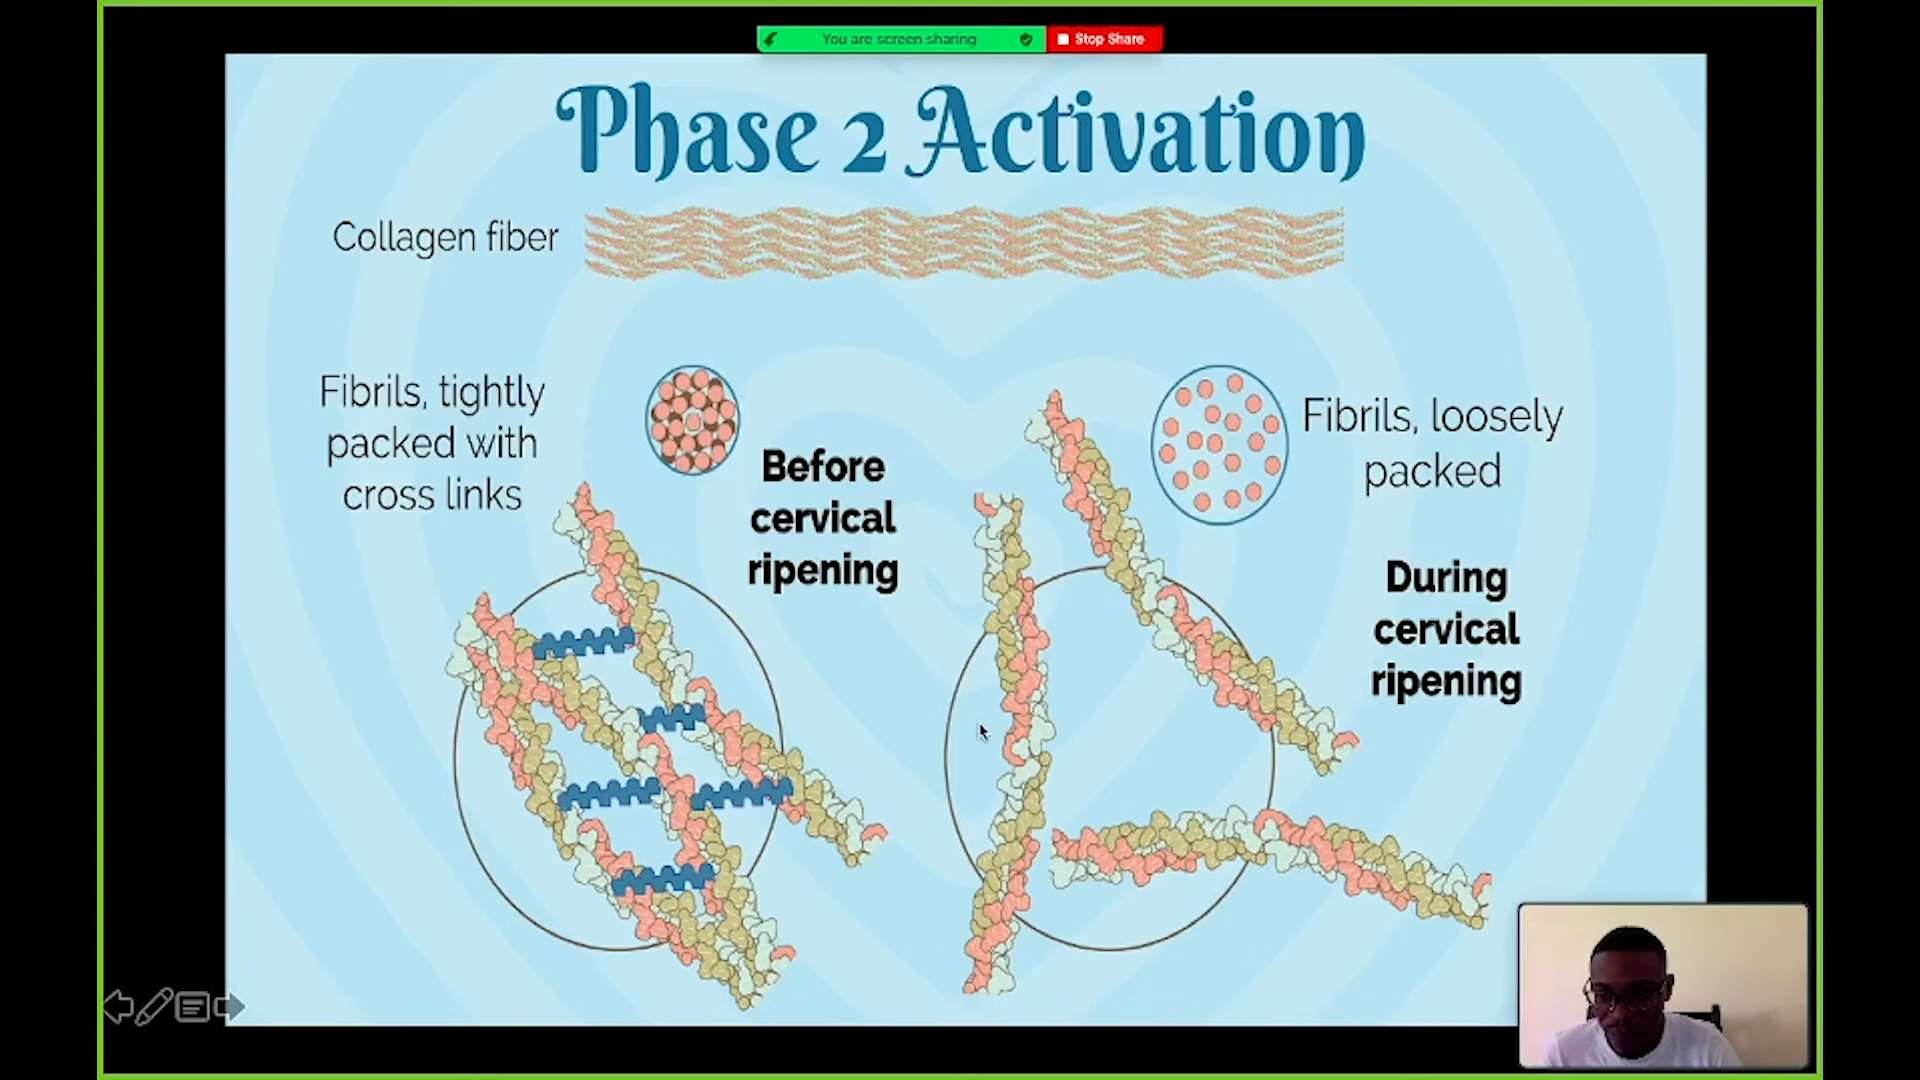 You are screen sharing
Stop Share
Phase 2 Activation
Collagen fiber
Fibrils, tightly
packed with
cross links
Before
cervical
ripening
Fibrils, loosely
packed
During
cervical
ripening